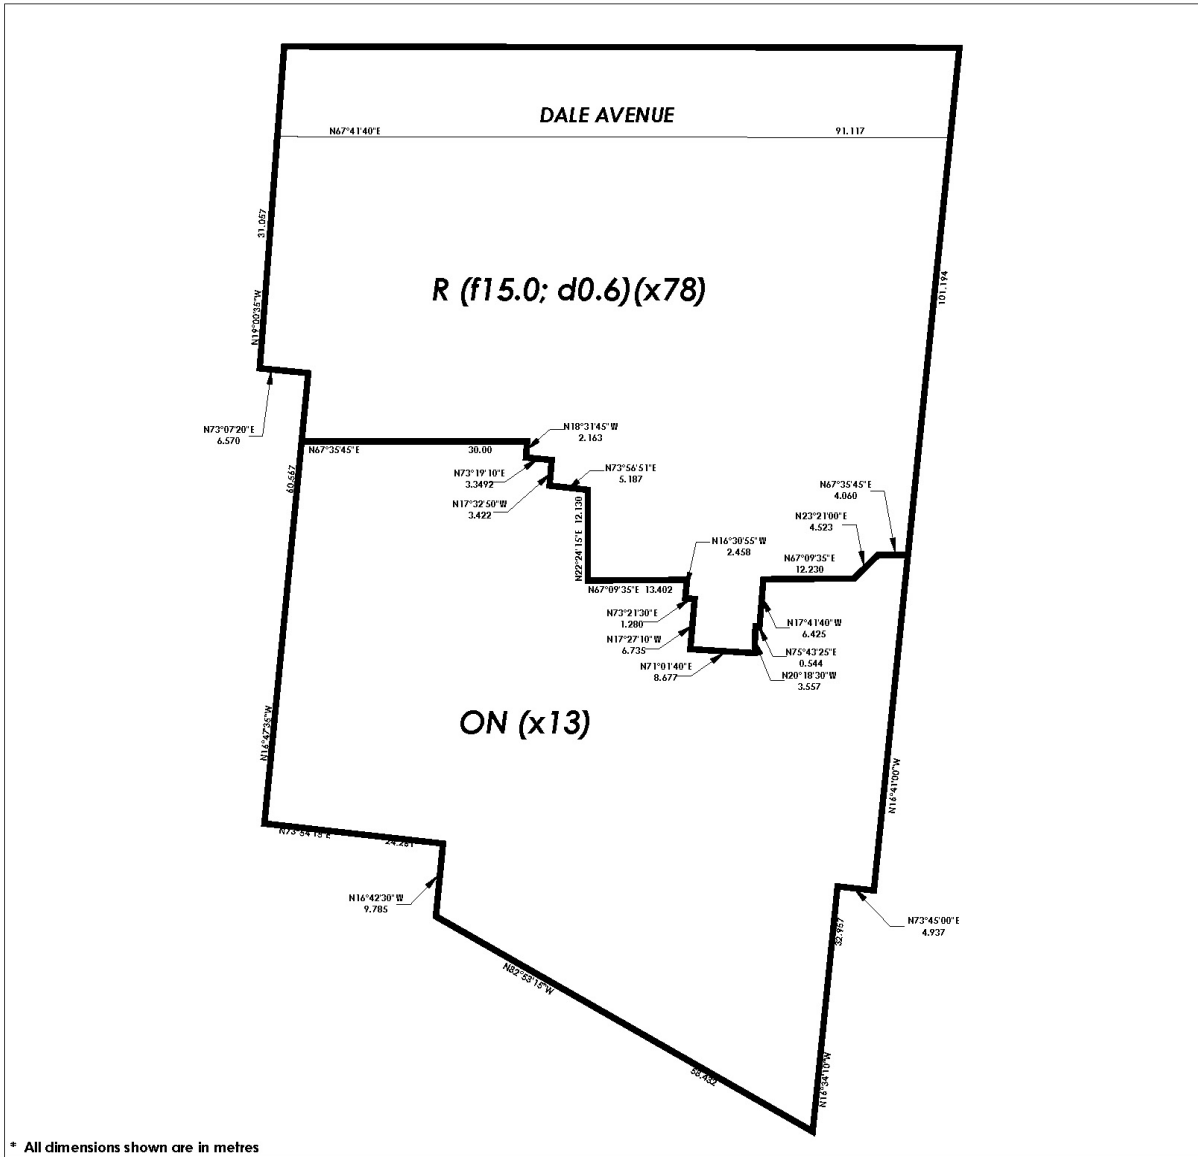 DALE AVENUE
N67°41'40"E
91.117
31.057
N19°00'35"W
R (f15.0; d0.6)(x78)
101.194
N73°07'20"E
6.570
N18°31'45"W
2.163
N67°35'45"E
30.00
60.567
N73°19'10"E
3.3492
N73°56'51"E
5.187
N17°32'50"W
3.422
N67°35'45"E
4.060
N23°21'00"E
4.523
12.130
N22°24'15"E
N16°30'55"W
2.458
N67°09'35"E
12.230
N67°09'35"E 13.402
N73°21'30"E
1.280
N17°41'40"W
6.425
N17°27'10"W
6.735
N75°43'25"E
0.544
N71°01'40"E
8.677
N20°18'30"W
3.557
ON (x13)
N16°47'35"W
N16°41'00"W
N73°54'15"E
24.281
N16°42'30"W
9.785
N73°45'00"E
4.937
32.957
N82°53'15"W
58.432
N16°34'10"W
* All dimensions shown are in metres